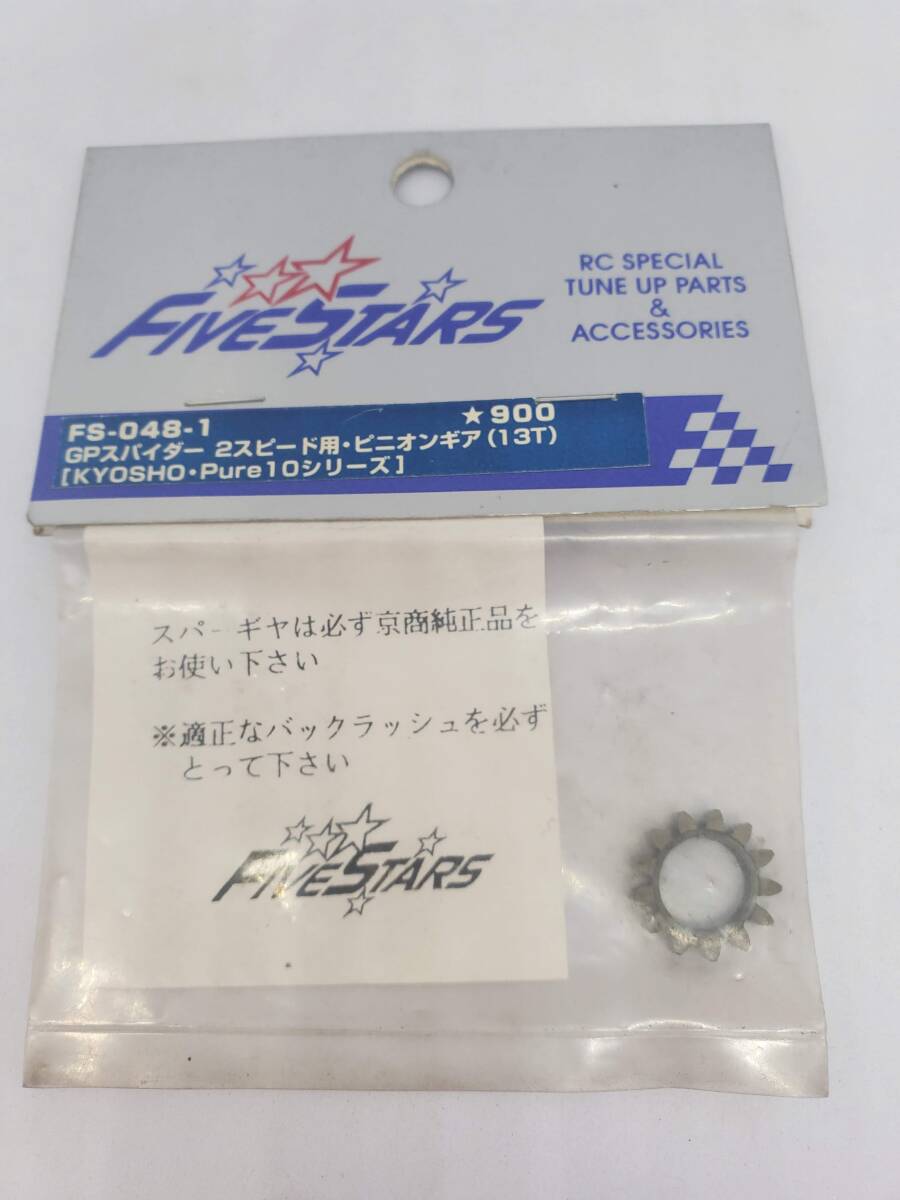 FIVESTARS
RC SPECIAL
TUNE UP PARTS
&
ACCESSORIES
FS-048-1 ★900
GPスパイダー 2スピード用・ピニオンギア(13T)
[KYOSHO・Pure10シリーズ]
スパーギヤは必ず京商純正品を
お使い下さい
※適正なバックラッシュを必ず
とって下さい
FIVESTARS